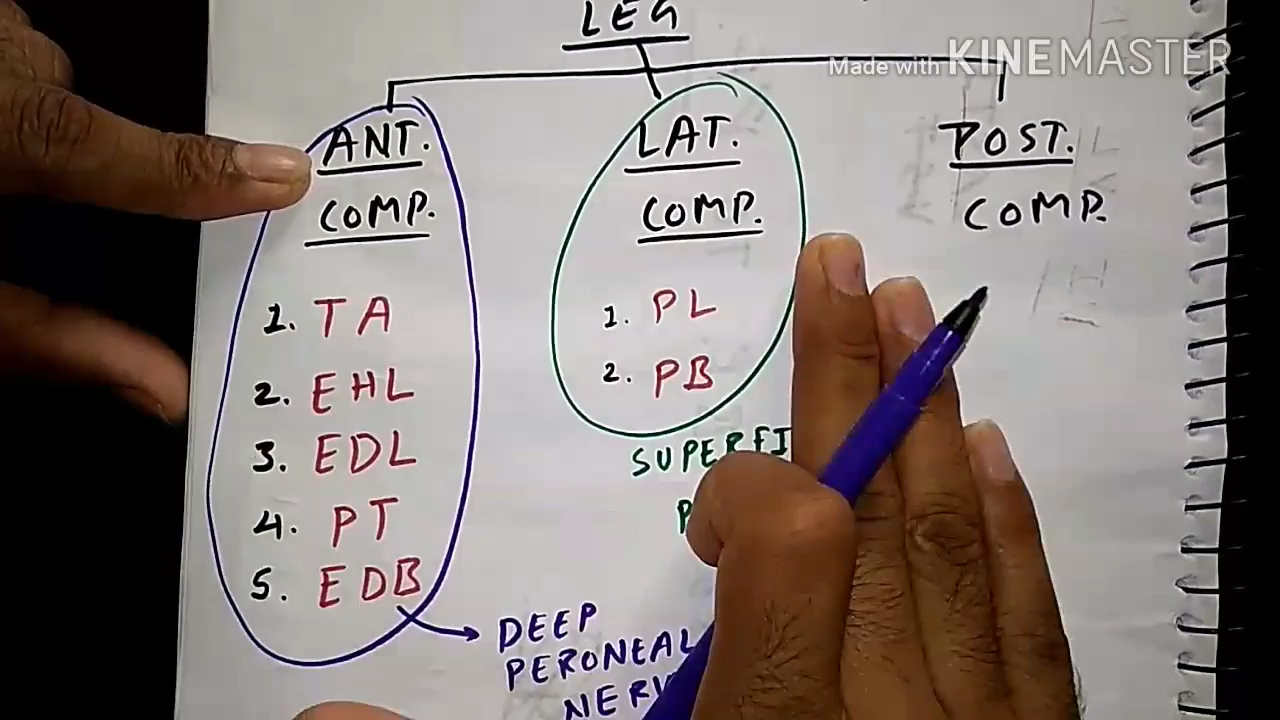 LEG
Made with KINEMASTER
ANT.
COMP.
1. TA
2. EHL
3. EDL
4. PT
5. EDB
DEEP
PERONEAL
LAT.
COMP.
1. PL
2. PB
POST.
COMP.